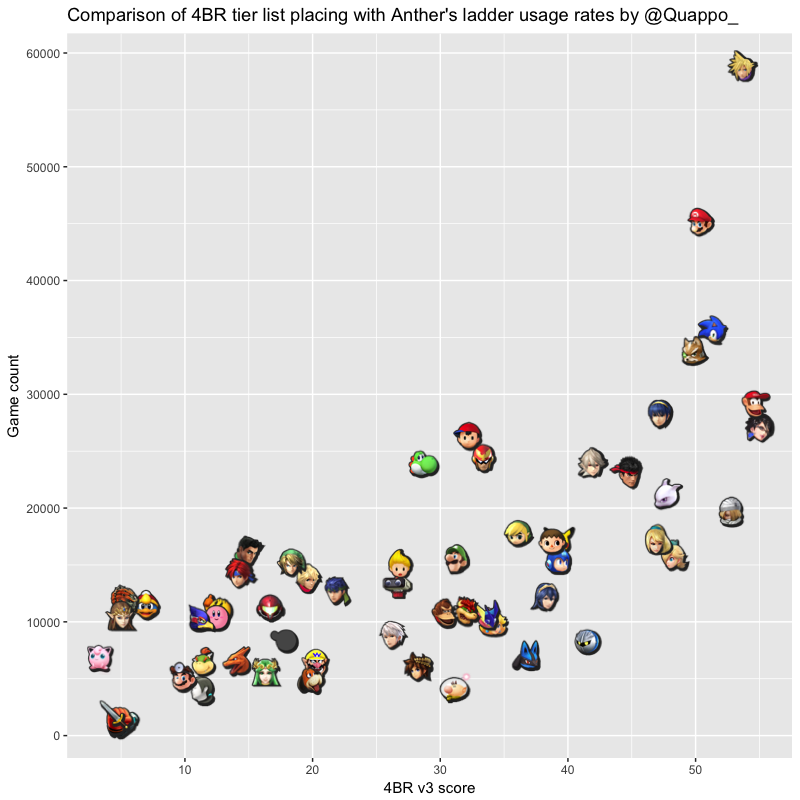 Comparison of 4BR tier list placing with Anther's ladder usage rates by @Quappo_
60000
50000
40000
30000
20000
10000
0
Game count
10 20 30 40 50
4BR v3 score